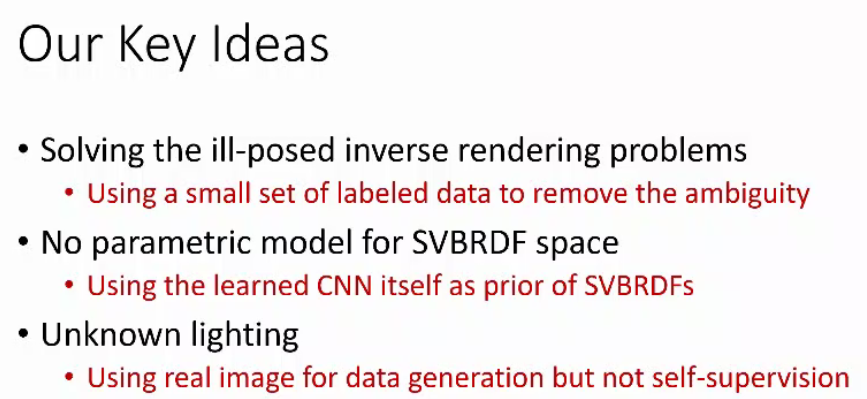 Our Key Ideas
• Solving the ill-posed inverse rendering problems
• Using a small set of labeled data to remove the ambiguity
• No parametric model for SVBRDF space
• Using the learned CNN itself as prior of SVBRDFs
• Unknown lighting
• Using real image for data generation but not self-supervision